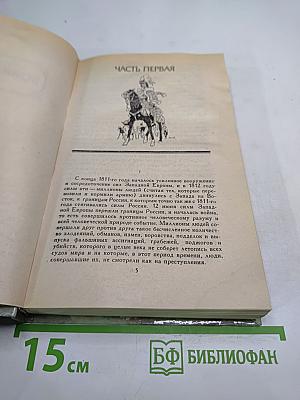 ЧАСТЬ ПЕРВАЯ
С конца 1811-го года началось усиленное вооружение
и сосредоточение сил Западной Европы, и в 1812 году
силы эти — миллионы людей (считая тех, которые пере-
возили и кормили армию) двинулись с Запада на Во-
сток, к границам России, к которым точно так же с 1811-го
года стягивались силы России. 12 июня силы Запад-
ной Европы перешли границы России, и началась война,
то есть совершилось противное человеческому разуму и
всей человеческой природе событие. Миллионы людей со-
вершали друг против друга такое бесчисленное количест-
во злодеяний, обманов, измен, воровства, подделок и вы-
пуска фальшивых ассигнаций, грабежей, поджогов и
убийств, которого в целые века не соберет летопись всех
судов мира и на которые, в этот период времени, люди,
совершавшие их, не смотрели как на преступления.
5
15 см
БФ БИБЛИОФАН